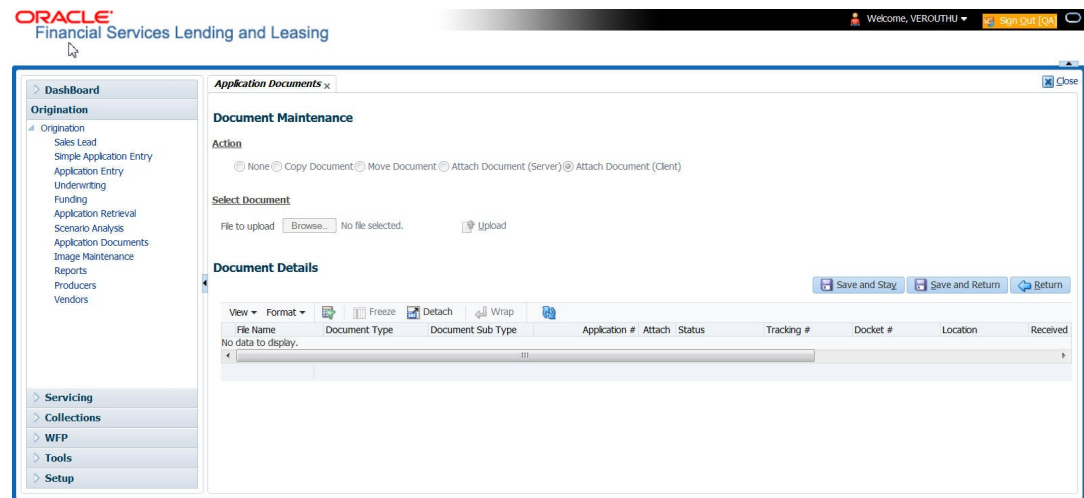 ORACLE
Financial Services Lending and Leasing
Welcome, VEROUTHU
Sign Out [QA]
DashBoard
Origination
Origination
Sales Lead
Simple Application Entry
Application Entry
Underwriting
Funding
Application Retrieval
Scenario Analysis
Application Documents
Image Maintenance
Reports
Producers
Vendors
Servicing
Collections
WFP
Tools
Setup
Application Documents
Close
Document Maintenance
Action
None Copy Document Move Document Attach Document (Server) Attach Document (Client)
Select Document
File to upload Browse.. No file selected. Upload
Document Details
Save and Stay Save and Return Return
View Format Freeze Detach Wrap
File Name Document Type Document Sub Type Application # Attach Status Tracking # Docket # Location Received
No data to display.